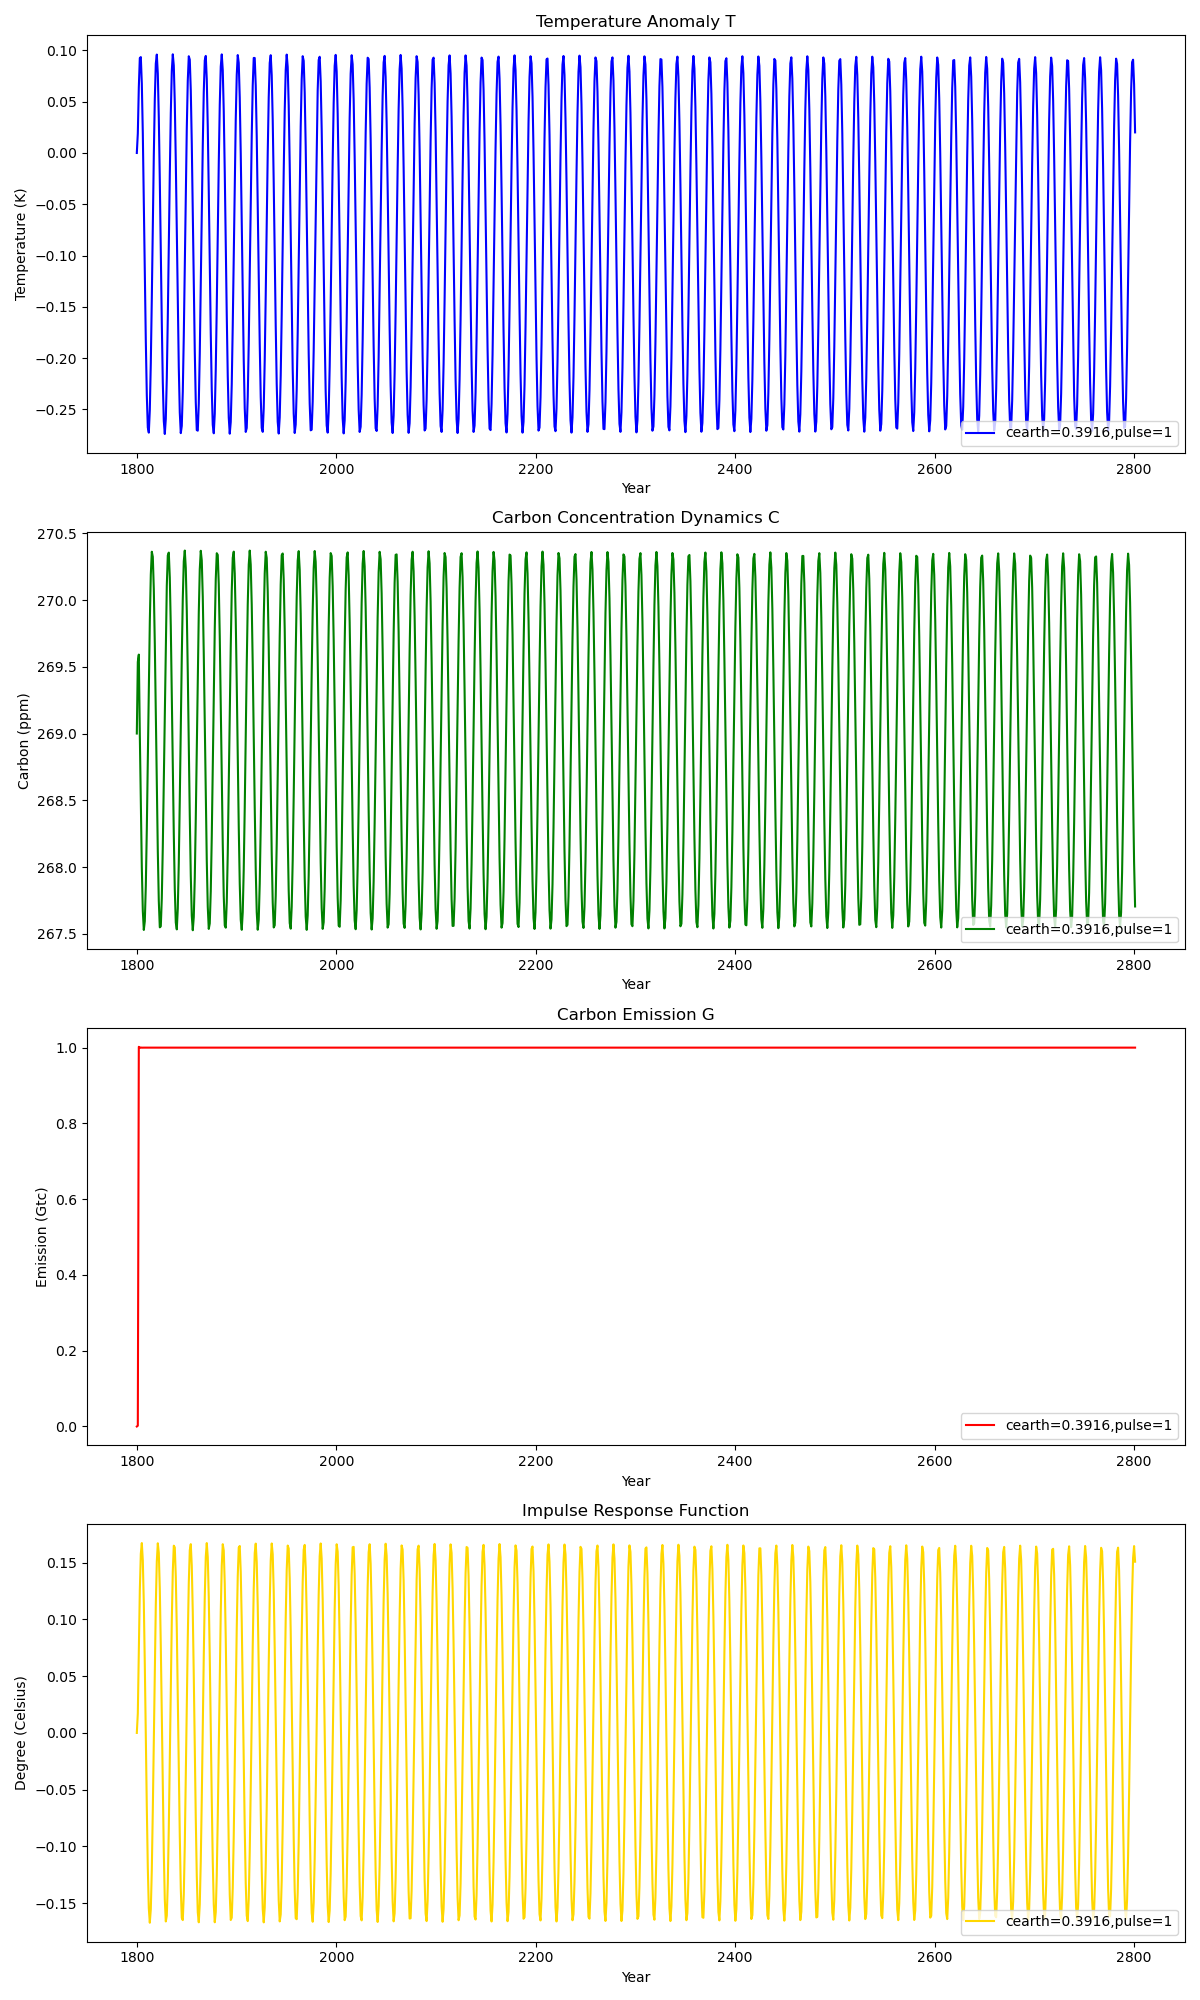 Temperature Anomaly T
0.10
0.05
0.00
−0.05
−0.10
−0.15
−0.20
−0.25
Temperature (K)
cearth=0.3916,pulse=1
1800 2000 2200 2400 2600 2800
Year
Carbon Concentration Dynamics C
270.5
270.0
269.5
269.0
268.5
268.0
267.5
Carbon (ppm)
cearth=0.3916,pulse=1
1800 2000 2200 2400 2600 2800
Year
Carbon Emission G
1.0
0.8
0.6
0.4
0.2
0.0
Emission (Gtc)
cearth=0.3916,pulse=1
1800 2000 2200 2400 2600 2800
Year
Impulse Response Function
0.15
0.10
0.05
0.00
−0.05
−0.10
−0.15
Degree (Celsius)
cearth=0.3916,pulse=1
1800 2000 2200 2400 2600 2800
Year